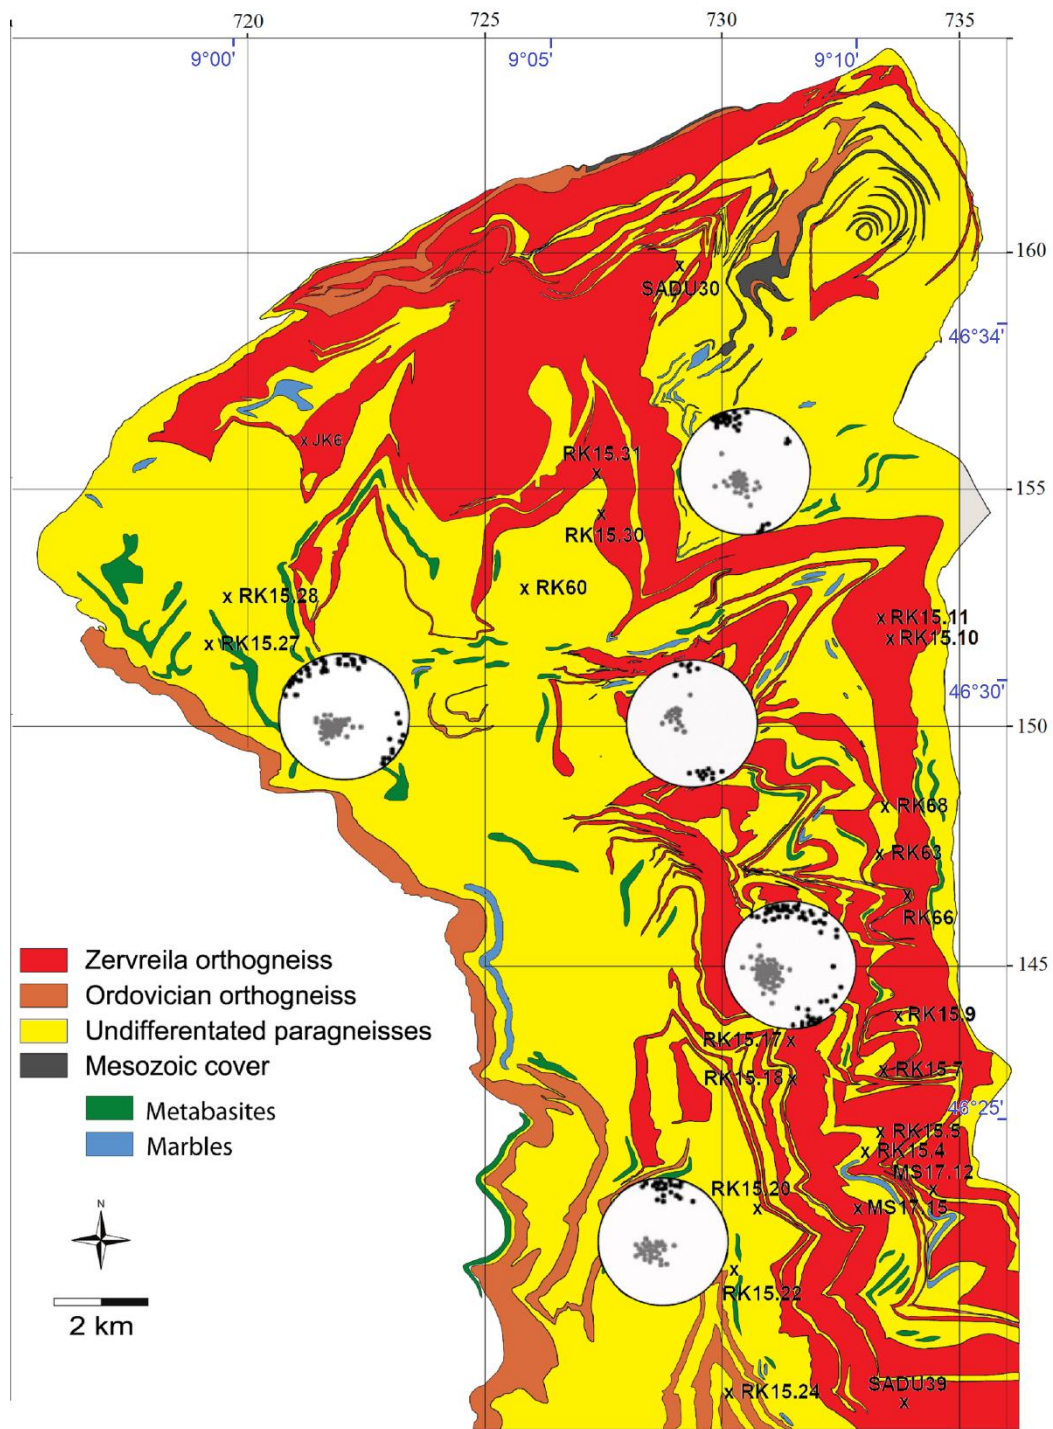 720 725 730 735
9°00' 9°05' 9°10'
160
SADU30
46°34'
JK6
RK15.31
155
RK15.30
RK60
RK15.28
RK15.11
RK15.10
RK15.27
46°30'
150
RK68
RK63
RK66
145
Zervreila orthogneiss
Ordovician orthogneiss
Undifferentated paragneisses
Mesozoic cover
Metabasites
Marbles
RK15.9
RK15.17
RK15.7
RK15.18
46°25'
RK15.5
RK15.4
MS17.12
RK15.20
MS17.15
N
RK15.22
2 km
SADU39
RK15.24